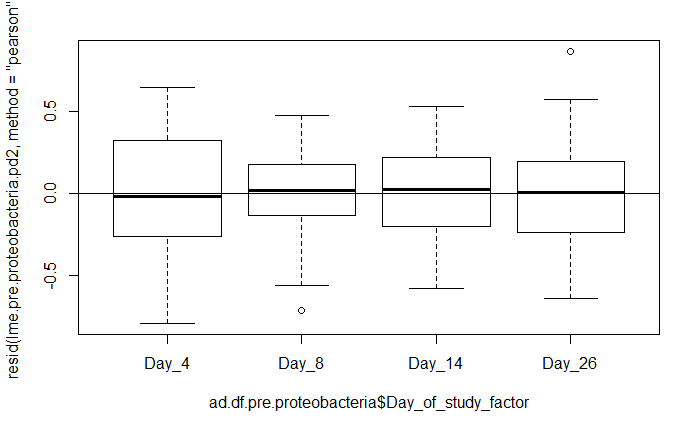 resid(lme.pre.proteobacteria.pd2, method = "pearson"
0.5
0.0
-0.5
Day_4 Day_8 Day_14 Day_26
ad.df.pre.proteobacteria$Day_of_study_factor